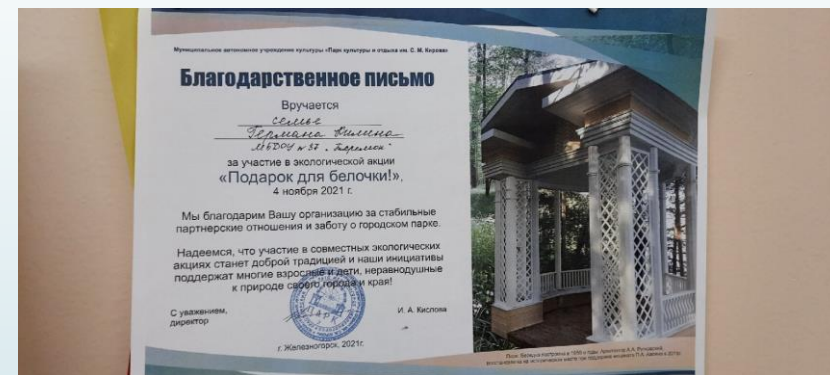 Муниципальное автономное учреждение культуры «Парк культуры и отдыха им. С. М. Кирова»
Благодарственное письмо
Вручается
семье
Германа
МБДОУ № 37 "Теремок"
за участие в экологической акции
«Подарок для белочки!»,
4 ноября 2021 г.
Мы благодарим Вашу организацию за стабильные
партнерские отношения и заботу о городском парке.
Надеемся, что участие в совместных экологических
акциях станет доброй традицией и наши инициативы
поддержат многие взрослые и дети, неравнодушные
к природе своего города и края!
С уважением,
директор
И. А. Кислова
г. Железногорск, 2021г.